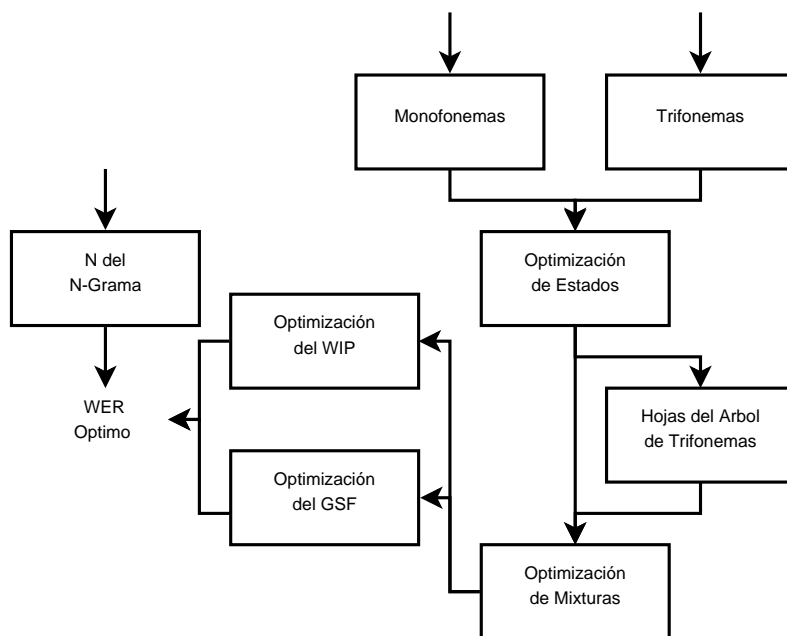 Monofonemas
Trifonemas
N del
N-Grama
Optimización
de Estados
Optimización
del WIP
WER
Optimo
Hojas del Arbol
de Trifonemas
Optimización
del GSF
Optimización
de Mixturas